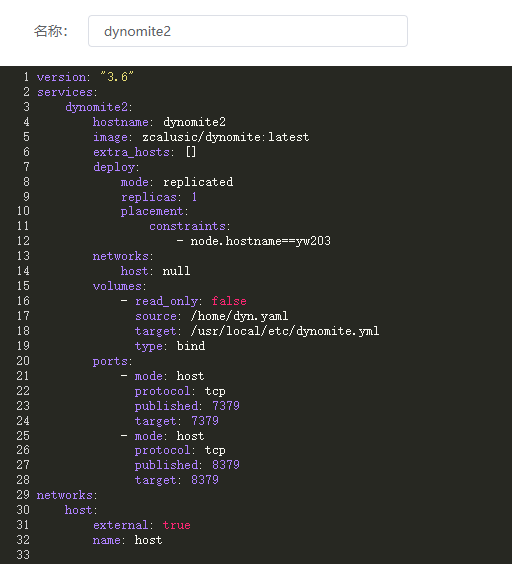 名称： dynomite2
1 version: "3.6"
2 services:
3     dynomite2:
4         hostname: dynomite2
5         image: zcalusic/dynomite:latest
6         extra_hosts: []
7         deploy:
8             mode: replicated
9             replicas: 1
10             placement:
11                 constraints:
12                     - node.hostname==yw203
13         networks:
14             host: null
15         volumes:
16             - read_only: false
17               source: /home/dyn.yaml
18               target: /usr/local/etc/dynomite.yml
19               type: bind
20         ports:
21             - mode: host
22               protocol: tcp
23               published: 7379
24               target: 7379
25             - mode: host
26               protocol: tcp
27               published: 8379
28               target: 8379
29 networks:
30     host:
31         external: true
32         name: host
33